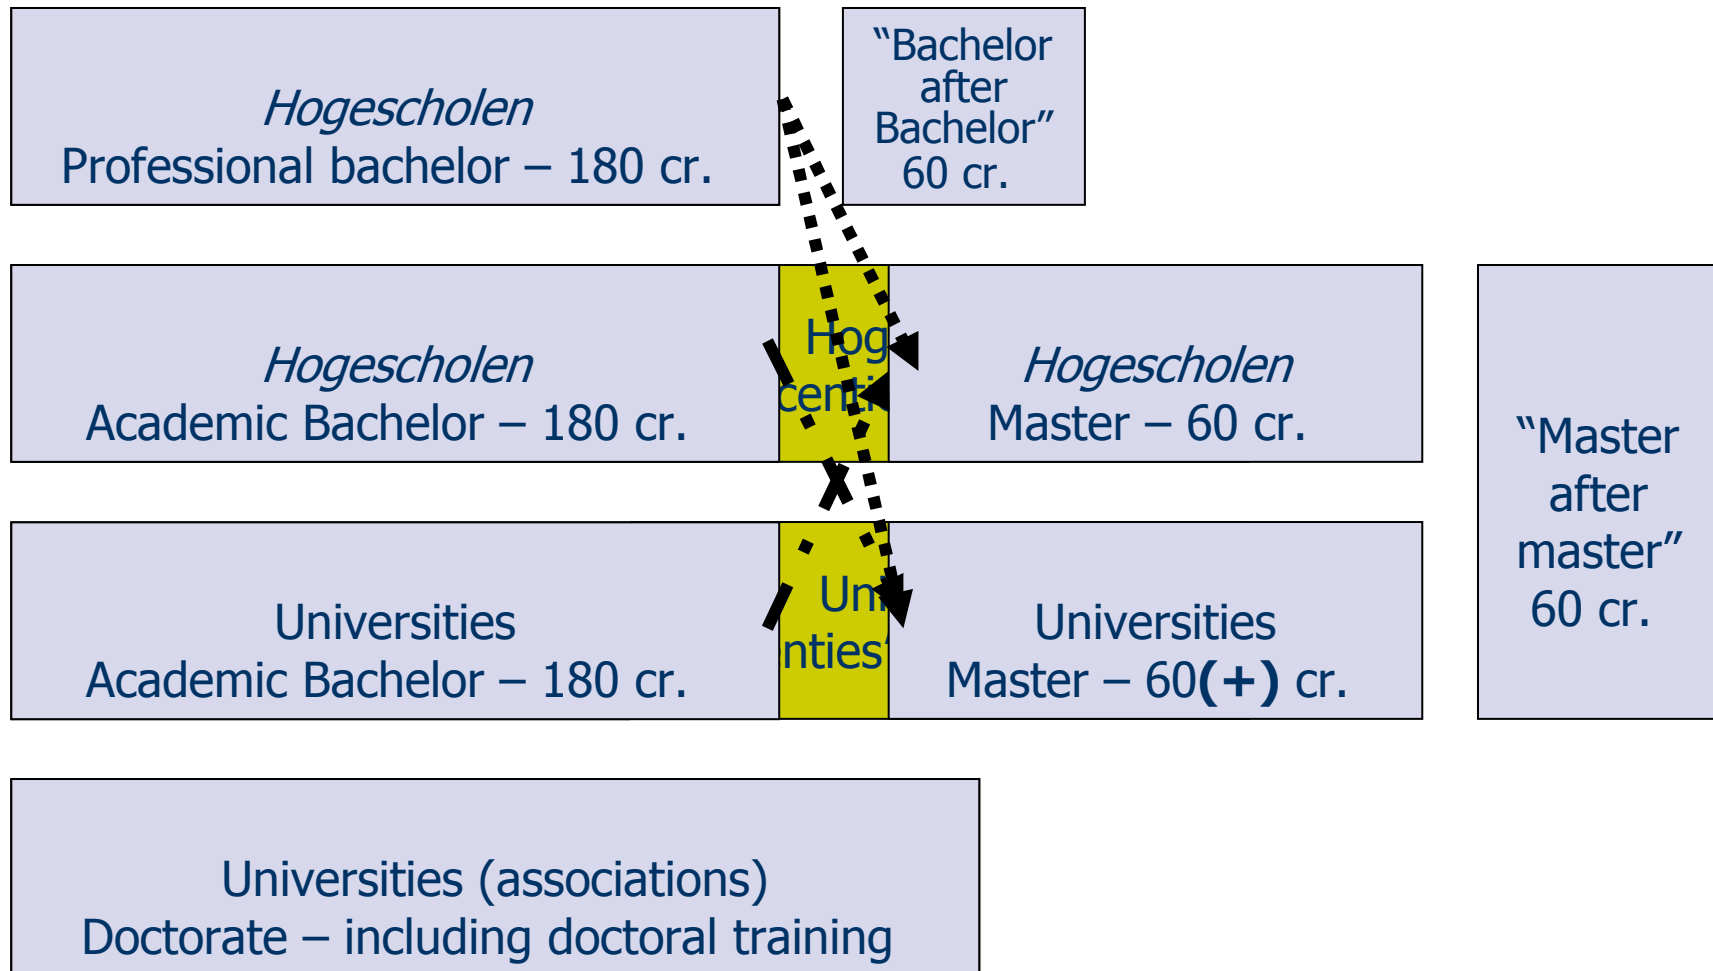 Hogescholen
Professional bachelor – 180 cr.
“Bachelor
after
Bachelor”
60 cr.
Hogescholen
Academic Bachelor – 180 cr.
Hogescholen
Master – 60 cr.
“Master
after
master”
60 cr.
Universities
Academic Bachelor – 180 cr.
Universities
Master – 60(+) cr.
Universities (associations)
Doctorate – including doctoral training